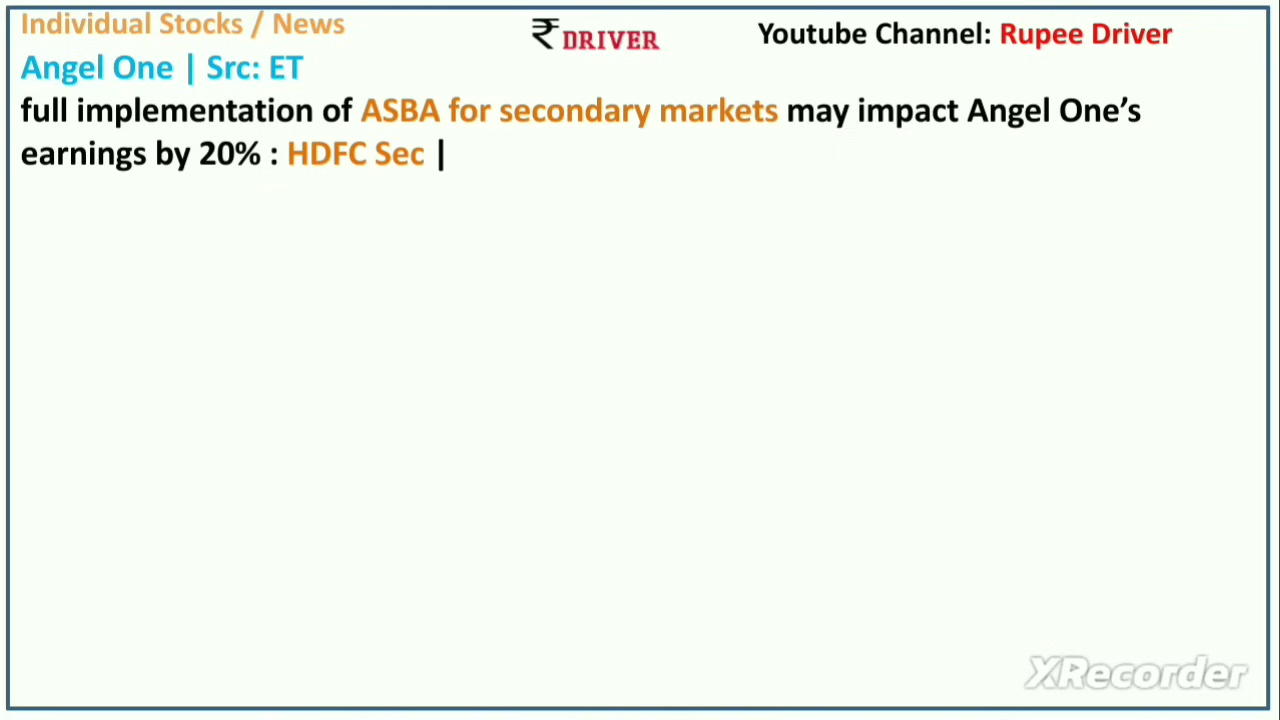 Individual Stocks / News
₹ DRIVER
Youtube Channel: Rupee Driver
Angel One | Src: ET
full implementation of ASBA for secondary markets may impact Angel One’s
earnings by 20% : HDFC Sec |
XRecorder